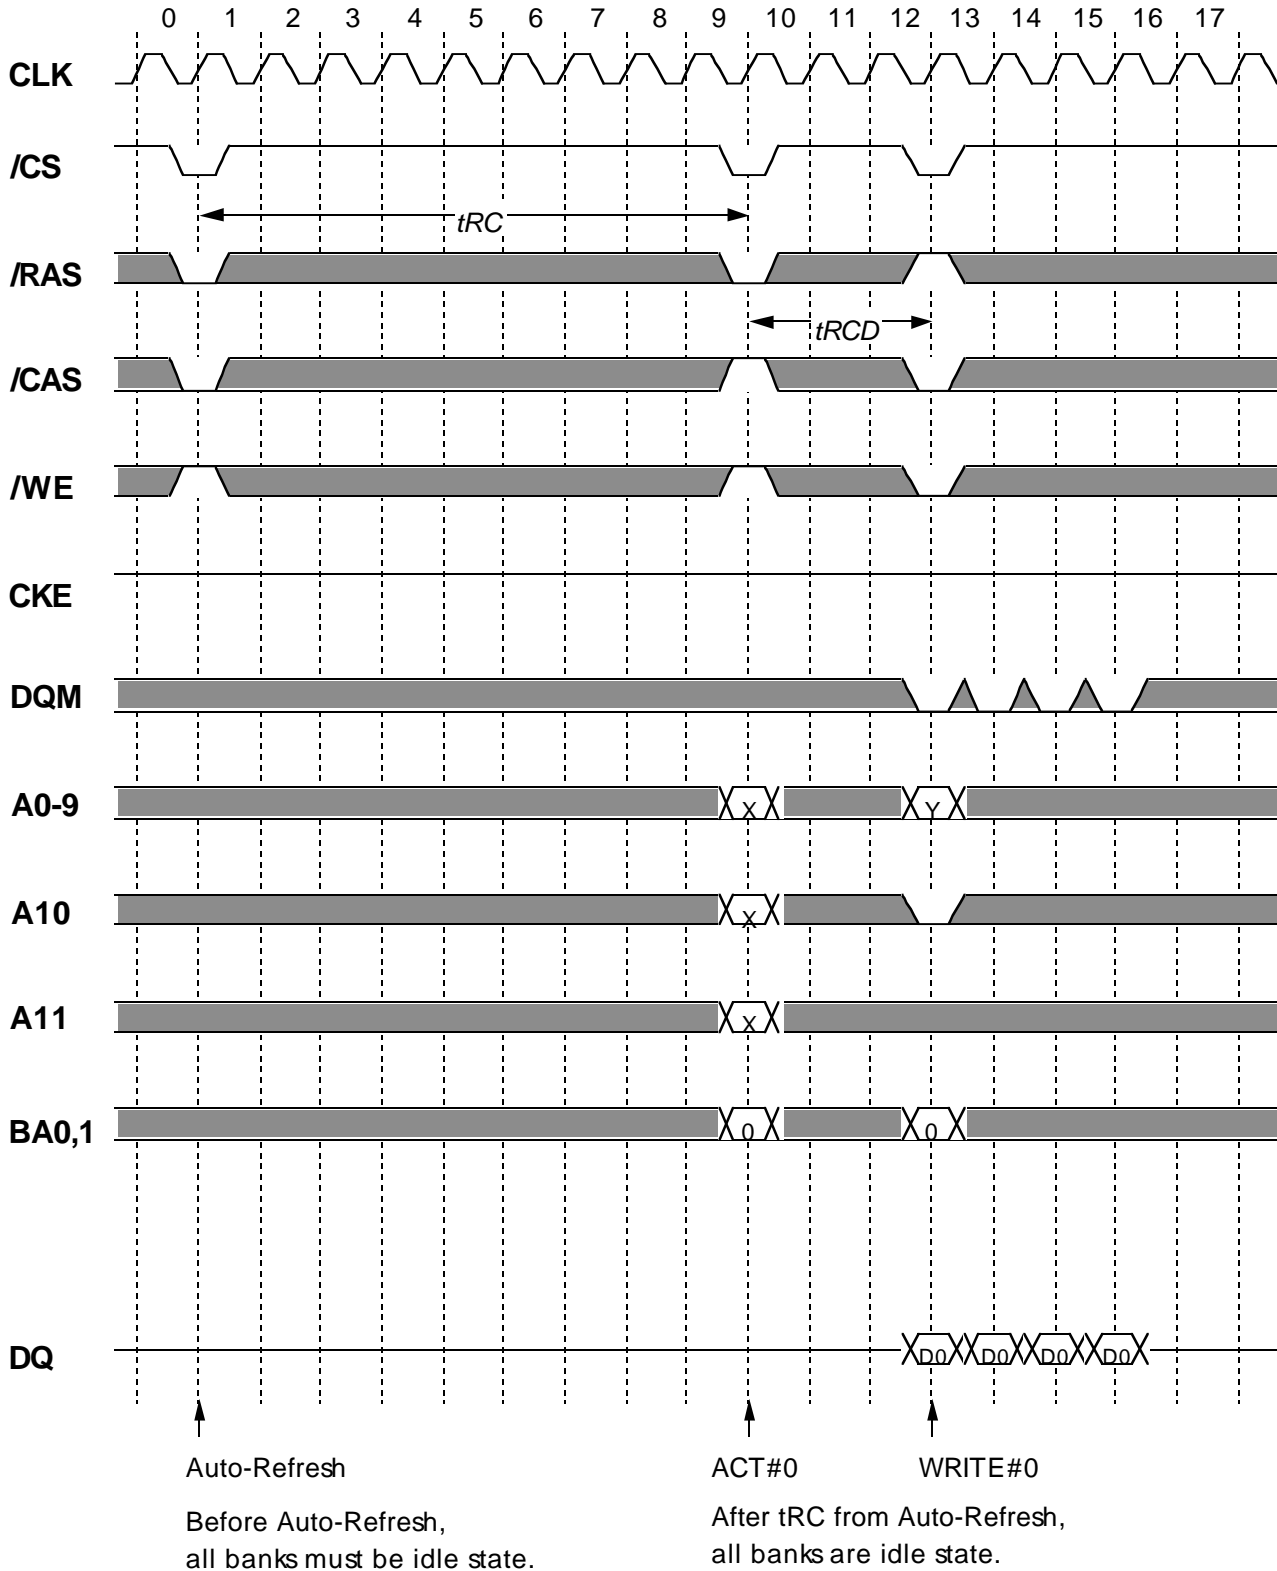 0 1 2 3 4 5 6 7 8 9 10 11 12 13 14 15 16 17
CLK
/CS
tRC
/RAS
tRCD
/CAS
/WE
CKE
DQM
A0-9 X Y
A10 X
A11 X
BA0,1 0 0
DQ D0 D0 D0 D0
Auto-Refresh ACT#0 WRITE#0
Before Auto-Refresh,
all banks must be idle state.
After tRC from Auto-Refresh,
all banks are idle state.